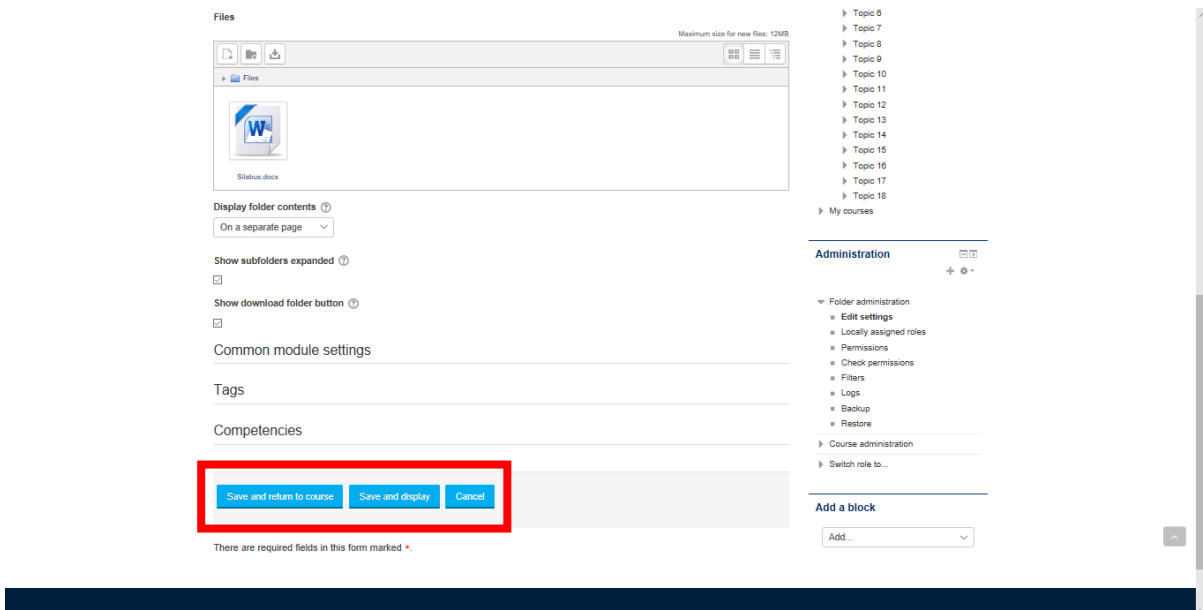 Files
Maximum size for new files: 12MB
Files
W
Silabus.docx
Display folder contents
On a separate page
Show subfolders expanded
Show download folder button
Common module settings
Tags
Competencies
Save and return to course Save and display Cancel
There are required fields in this form marked *.
Topic 6
Topic 7
Topic 8
Topic 9
Topic 10
Topic 11
Topic 12
Topic 13
Topic 14
Topic 15
Topic 16
Topic 17
Topic 18
My courses
Administration
Folder administration
Edit settings
Locally assigned roles
Permissions
Check permissions
Filters
Logs
Backup
Restore
Course administration
Switch role to...
Add a block
Add...